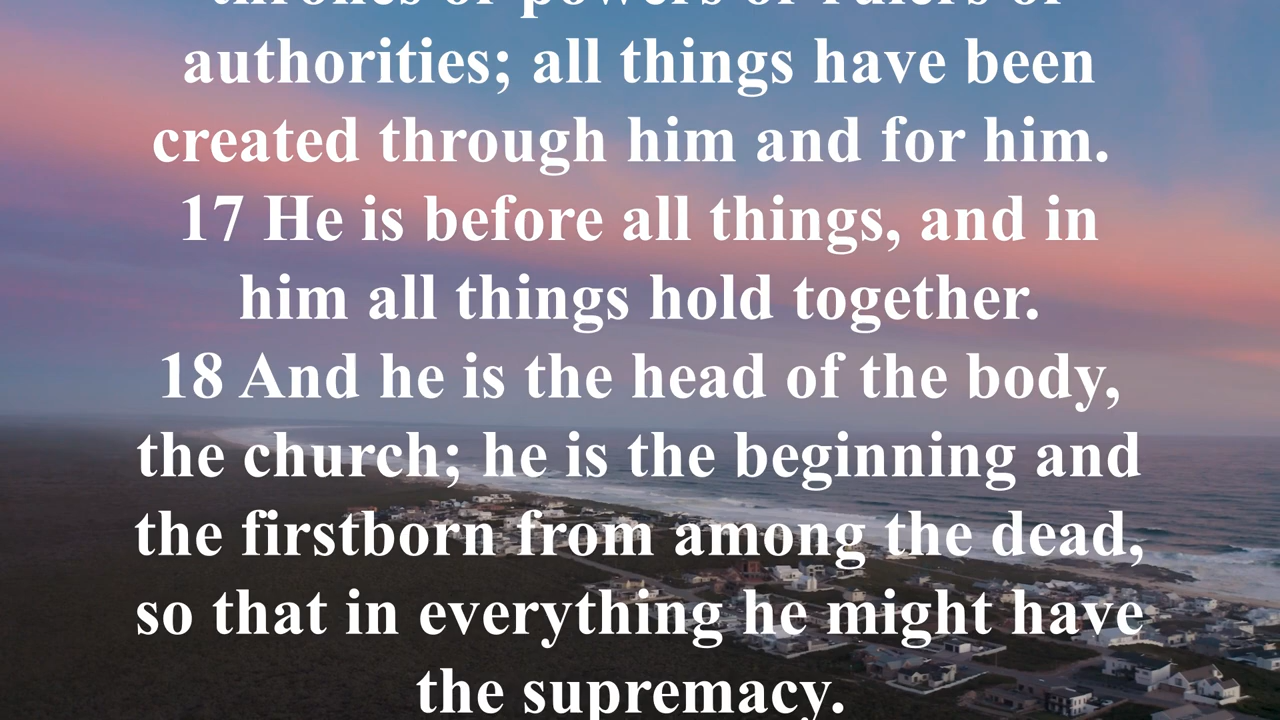 thrones or powers or rulers or
authorities; all things have been
created through him and for him.
17 He is before all things, and in
him all things hold together.
18 And he is the head of the body,
the church; he is the beginning and
the firstborn from among the dead,
so that in everything he might have
the supremacy.